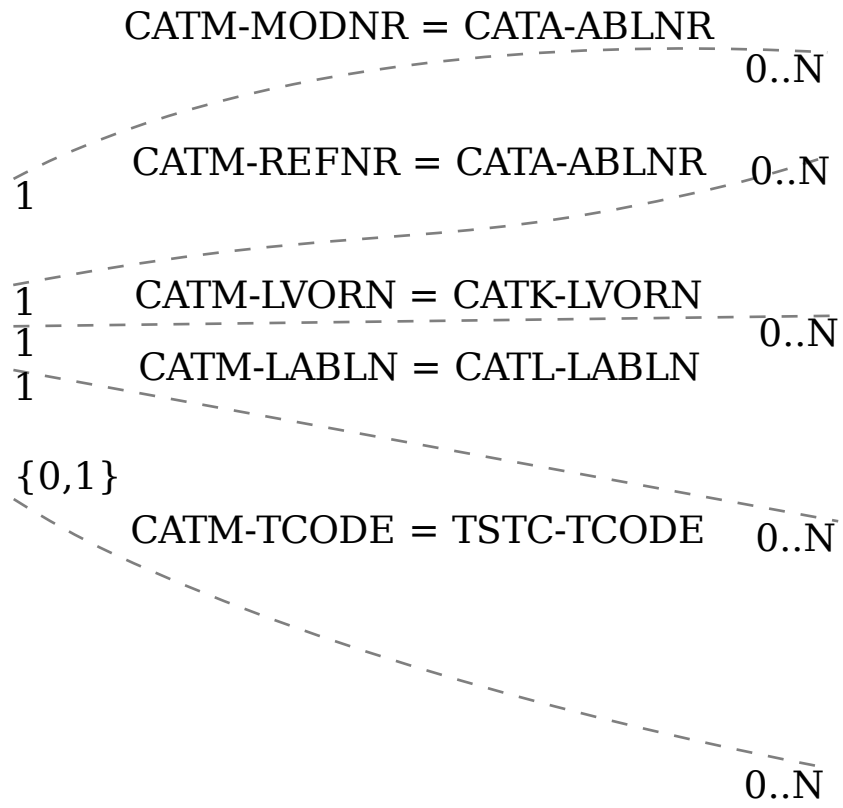 CATM-MODNR = CATA-ABLNR
0..N
CATM-REFNR = CATA-ABLNR
0..N
1
CATM-LVORN = CATK-LVORN
1
0..N
1
CATM-LABLN = CATL-LABLN
1
{0,1}
CATM-TCODE = TSTC-TCODE
0..N
0..N